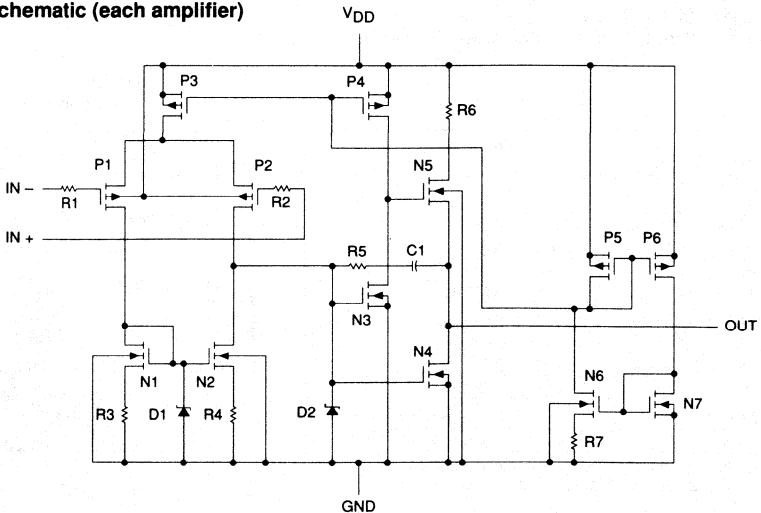 chematic (each amplifier)
VDD
P3
P4
R6
P1
P2
N5
IN –
R1
R2
IN +
P5
P6
R5
C1
N3
OUT
N4
N1
N2
N6
N7
R3
D1
R4
D2
R7
GND